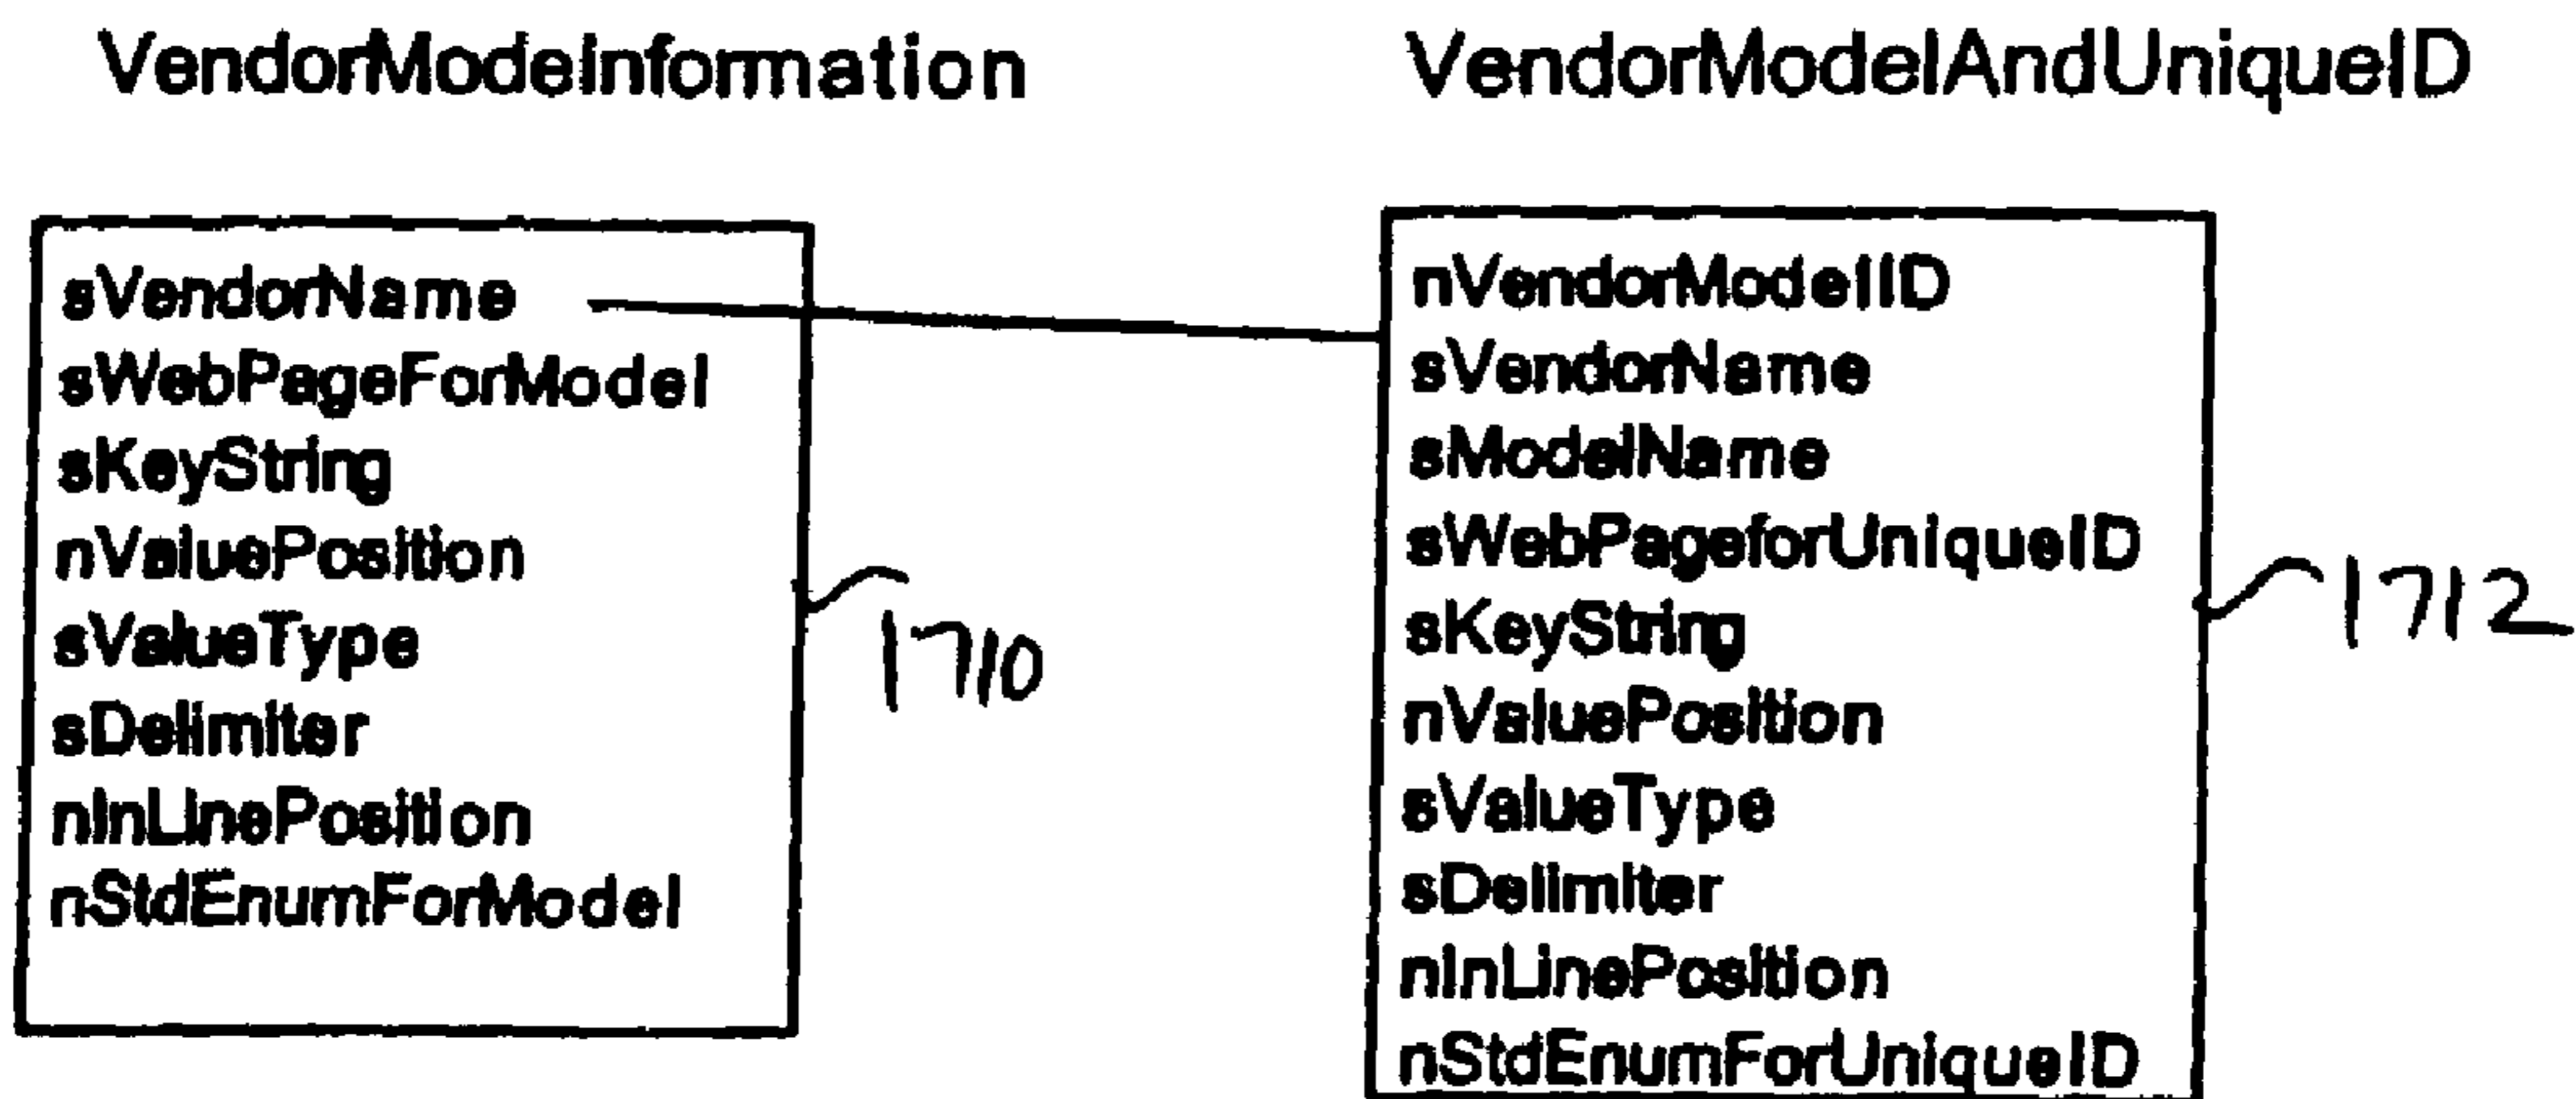 VendorModelnformation
VendorModelAndUniqueID
sVendorName
sWebPageForModel
sKeyString
nValuePosition
sValueType
sDelimiter
nInLinePosition
nStdEnumForModel
1710
nVendorModelID
sVendorName
sModelName
sWebPageforUniqueID
sKeyString
nValuePosition
sValueType
sDelimiter
nInLinePosition
nStdEnumForUniqueID
1712